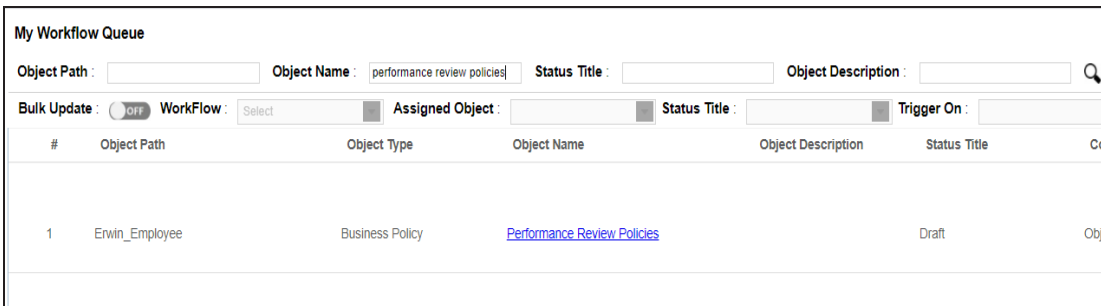 My Workflow Queue
Object Path : Object Name : performance review policies Status Title : Object Description :
Bulk Update : OFF WorkFlow : Select Assigned Object : Status Title : Trigger On :
# Object Path Object Type Object Name Object Description Status Title
1 Erwin_Employee Business Policy Performance Review Policies Draft